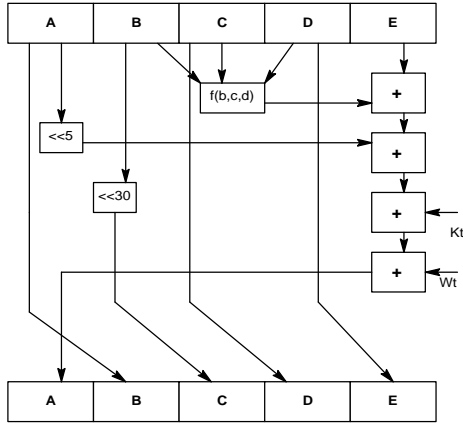 A B C D E
f(b,c,d)
+
<<5
+
<<30
+
Kt
+
Wt
A B C D E